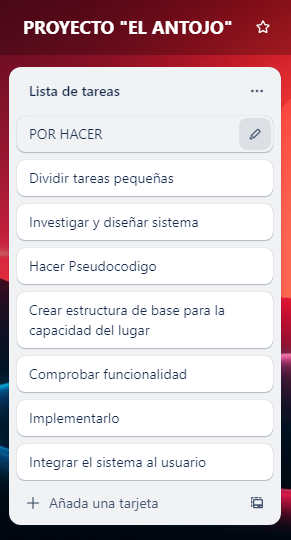 PROYECTO "EL ANTOJO"
Lista de tareas
POR HACER
Dividir tareas pequeñas
Investigar y diseñar sistema
Hacer Pseudocodigo
Crear estructura de base para la
capacidad del lugar
Comprobar funcionalidad
Implementarlo
Integrar el sistema al usuario
Añada una tarjeta